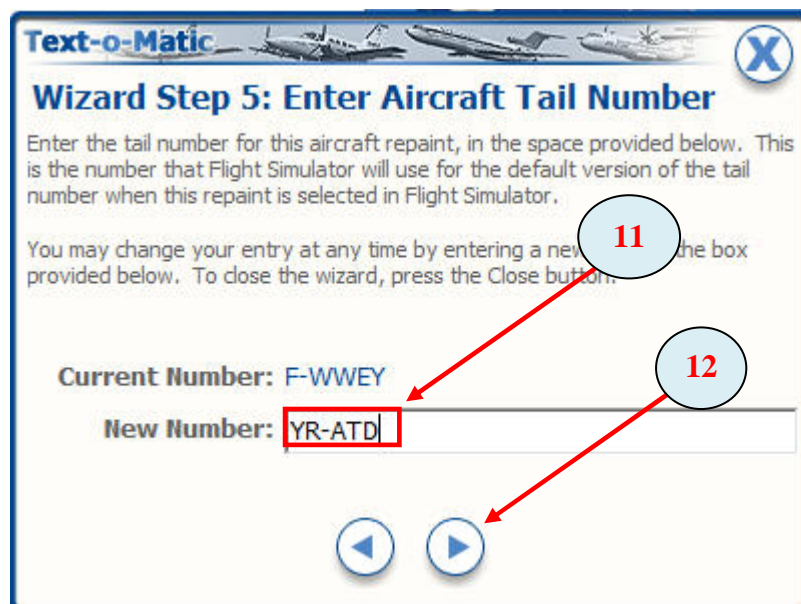 Text-o-Matic
X
Wizard Step 5: Enter Aircraft Tail Number
Enter the tail number for this aircraft repaint, in the space provided below. This
is the number that Flight Simulator will use for the default version of the tail
number when this repaint is selected in Flight Simulator.
11
You may change your entry at any time by entering a new the box
provided below. To close the wizard, press the Close button.
12
Current Number: F-WWEY
New Number: YR-ATD